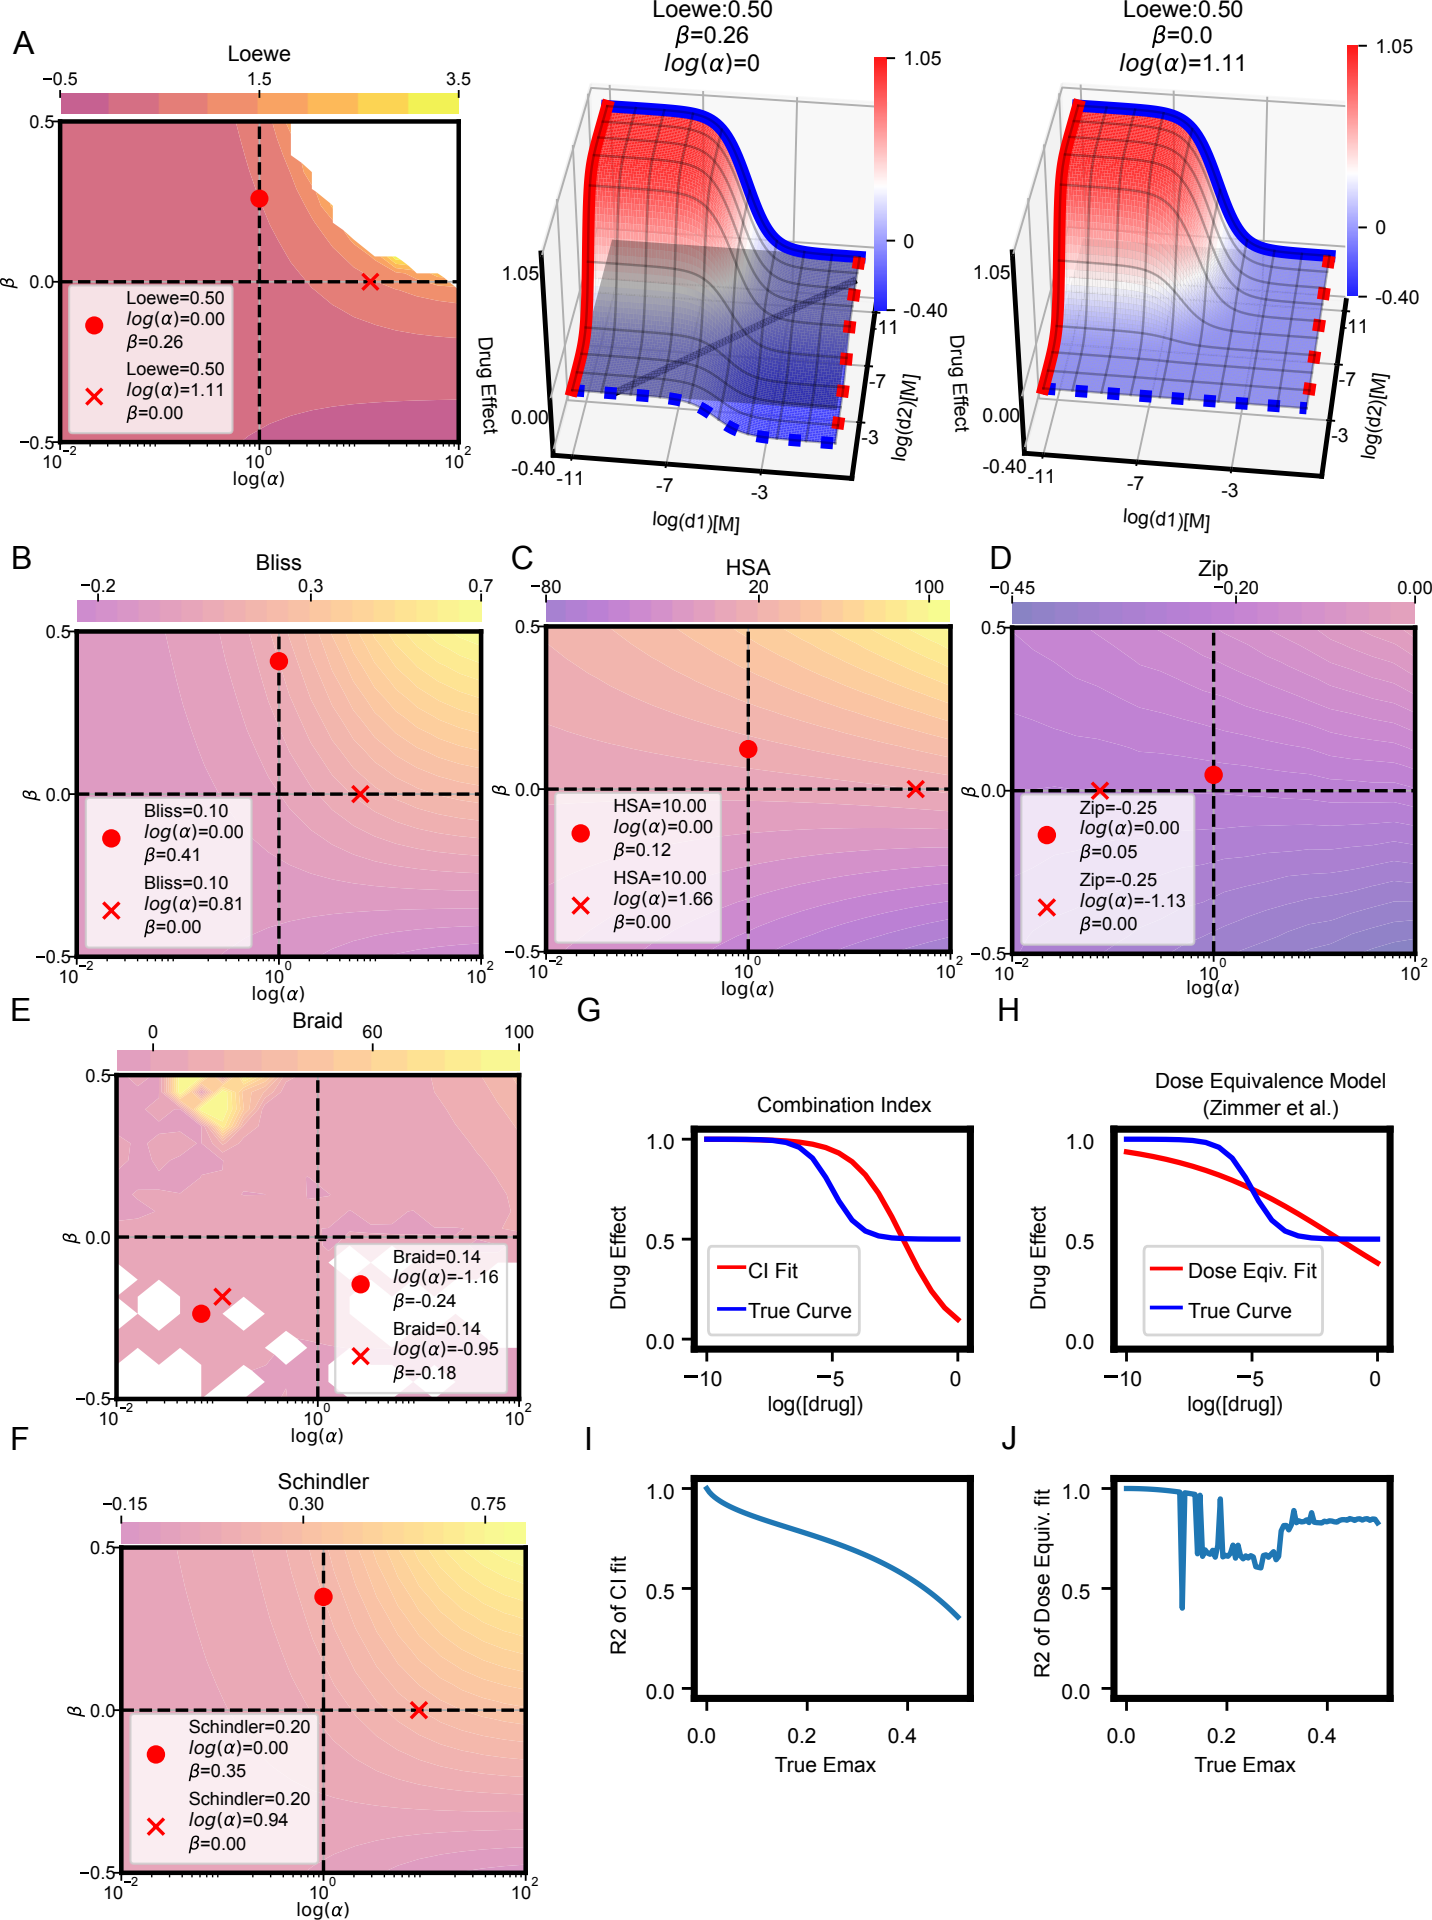 A
Loewe
−0.5 1.5 3.5
0.5
0.0
−0.5
β
Loewe=0.50
log(α)=0.00
β=0.26
Loewe=0.50
log(α)=1.11
β=0.00
10⁻² 10⁰ 10²
log(α)
Loewe:0.50
β=0.26
log(α)=0
1.05
0
-0.40
1.05
0.00
-0.40
Drug Effect
-11 -7 -3
log(d1)[M]
-11
-7
-3
log(d2)[M]
Loewe:0.50
β=0.0
log(α)=1.11
1.05
0
-0.40
1.05
0.00
-0.40
Drug Effect
-11 -7 -3
log(d1)[M]
-11
-7
-3
log(d2)[M]
B
Bliss
−0.2 0.3 0.7
0.5
0.0
−0.5
β
Bliss=0.10
log(α)=0.00
β=0.41
Bliss=0.10
log(α)=0.81
β=0.00
10⁻² 10⁰ 10²
log(α)
C
HSA
−80 20 100
0.5
0.0
−0.5
β
HSA=10.00
log(α)=0.00
β=0.12
HSA=10.00
log(α)=1.66
β=0.00
10⁻² 10⁰ 10²
log(α)
D
Zip
−0.45 −0.20 0.00
0.5
0.0
−0.5
β
Zip=-0.25
log(α)=0.00
β=0.05
Zip=-0.25
log(α)=-1.13
β=0.00
10⁻² 10⁰ 10²
log(α)
E
Braid
0 60 100
0.5
0.0
−0.5
β
Braid=0.14
log(α)=-1.16
β=-0.24
Braid=0.14
log(α)=-0.95
β=-0.18
10⁻² 10⁰ 10²
log(α)
G
Combination Index
1.0
0.5
0.0
Drug Effect
CI Fit
True Curve
−10 −5 0
log([drug])
H
Dose Equivalence Model
(Zimmer et al.)
1.0
0.5
0.0
Drug Effect
Dose Eqiv. Fit
True Curve
−10 −5 0
log([drug])
F
Schindler
−0.15 0.30 0.75
0.5
0.0
−0.5
β
Schindler=0.20
log(α)=0.00
β=0.35
Schindler=0.20
log(α)=0.94
β=0.00
10⁻² 10⁰ 10²
log(α)
I
1.0
0.5
0.0
R2 of CI fit
0.0 0.2 0.4
True Emax
J
1.0
0.5
0.0
R2 of Dose Equiv. fit
0.0 0.2 0.4
True Emax